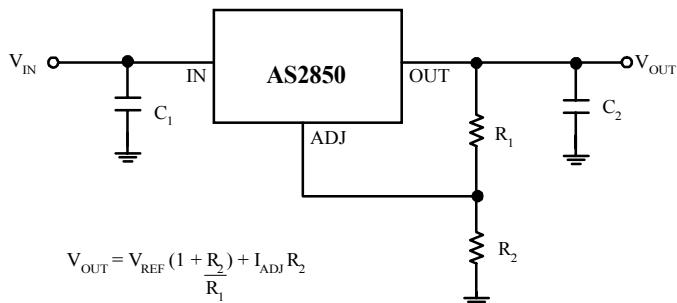 V_IN
IN
AS2850
OUT
V_OUT
C_1
ADJ
R_1
C_2
R_2
V_OUT = V_REF (1 + R_2/R_1) + I_ADJ R_2